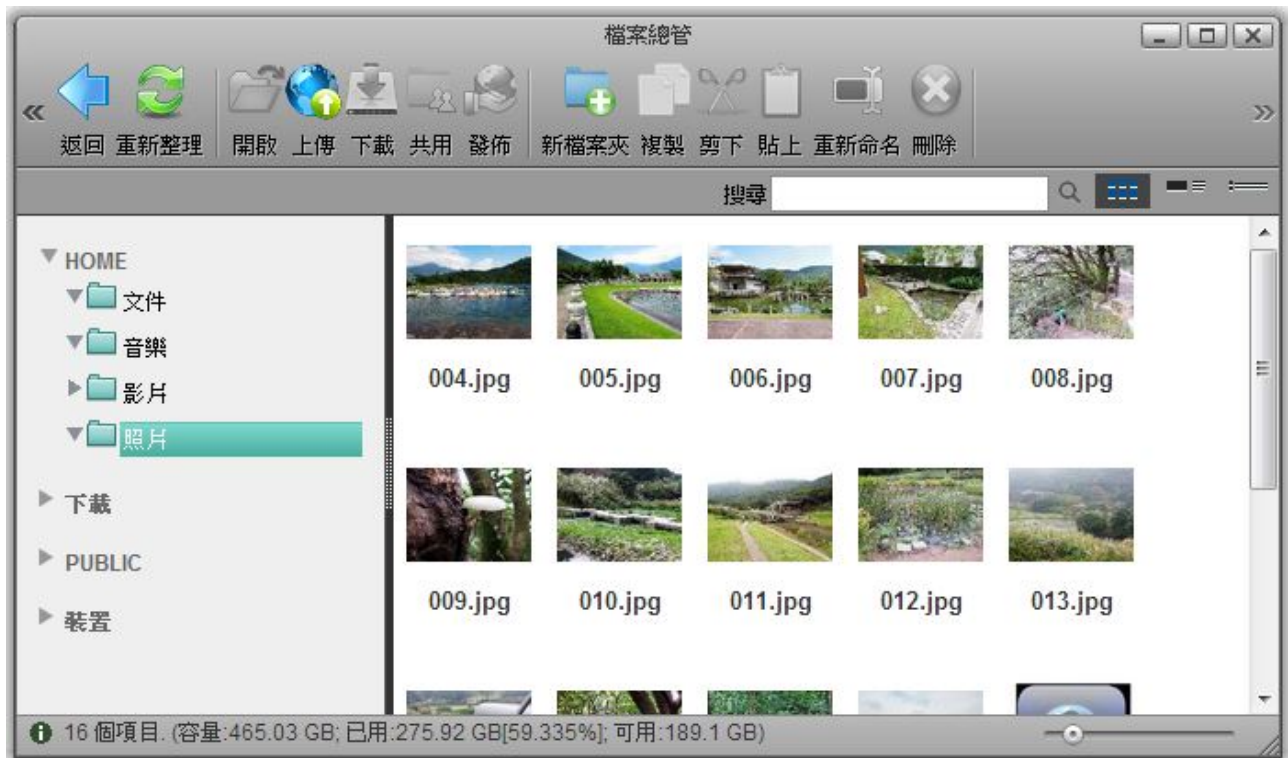 檔案總管
返回 重新整理 開啟 上傳 下載 共用 發佈 新檔案夾 複製 剪下 貼上 重新命名 刪除
搜尋
HOME
文件
音樂
影片
照片
下載
PUBLIC
裝置
004.jpg 005.jpg 006.jpg 007.jpg 008.jpg
009.jpg 010.jpg 011.jpg 012.jpg 013.jpg
16 個項目. (容量:465.03 GB; 已用:275.92 GB[59.335%]; 可用:189.1 GB)